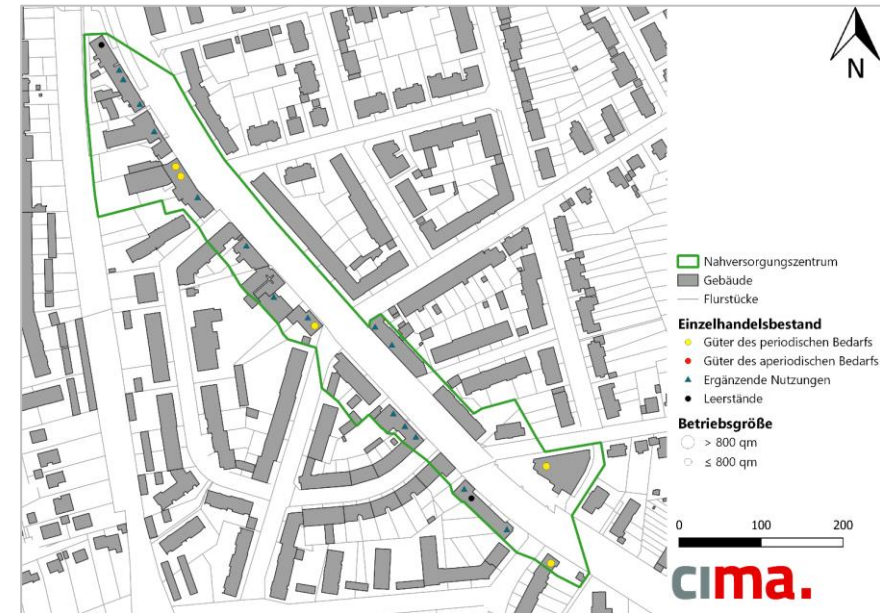 N
Nahversorgungszentrum
Gebäude
Flurstücke
Einzelhandelsbestand
Güter des periodischen Bedarfs
Güter des aperiodischen Bedarfs
Ergänzende Nutzungen
Leerstände
Betriebsgröße
> 800 qm
≤ 800 qm
0 100 200
cima.